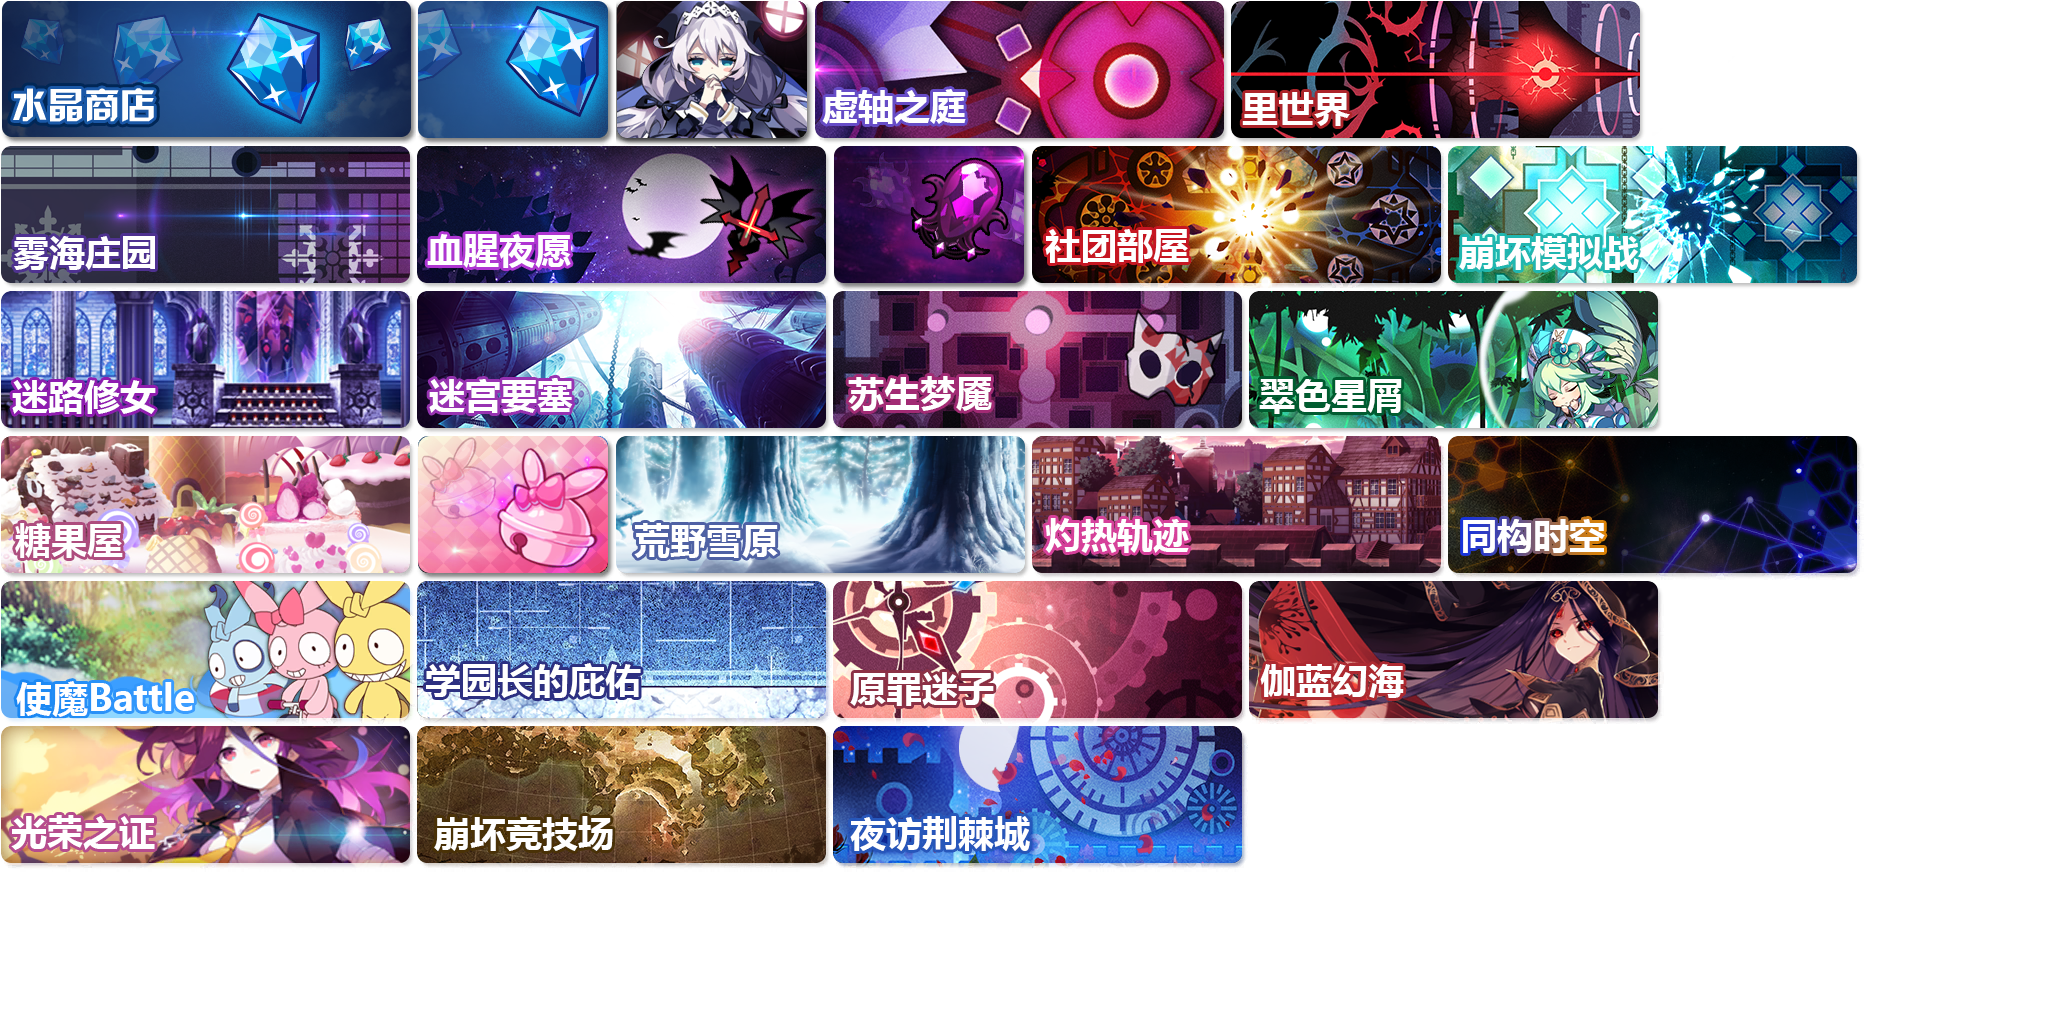 水晶商店
虚轴之庭
里世界
雾海庄园
血腥夜愿
社团部屋
崩坏模拟战
迷路修女
迷宫要塞
苏生梦魇
翠色星屑
糖果屋
荒野雪原
灼热轨迹
同构时空
使魔Battle
学园长的庇佑
原罪迷子
伽蓝幻海
光荣之证
崩坏竞技场
夜访荆棘城